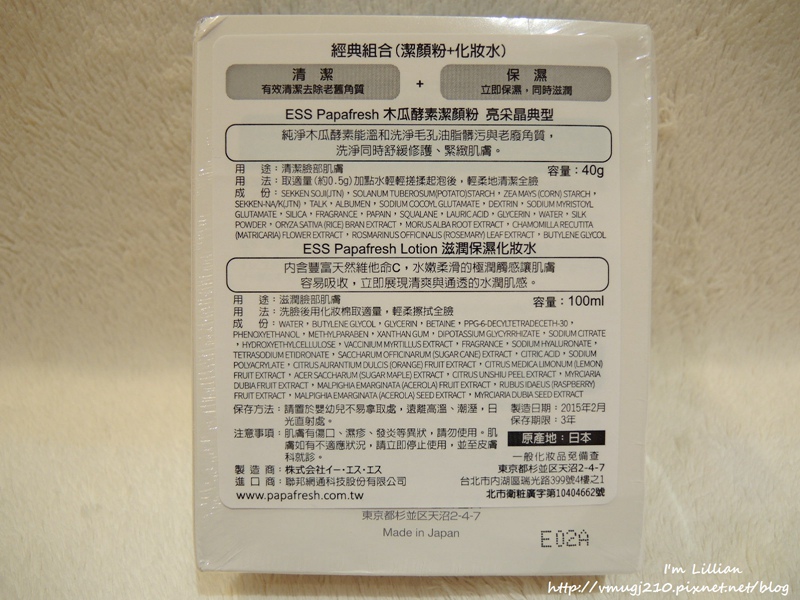 經典組合(潔顏粉+化妝水)
清 潔
有效清潔去除老舊角質
+
保 濕
立即保濕，同時滋潤
ESS Papafresh 木瓜酵素潔顏粉 亮采晶典型
純淨木瓜酵素能溫和洗淨毛孔油脂髒污與老廢角質，
洗淨同時舒緩修護、緊緻肌膚。
用 途：清潔臉部肌膚 容量：40g
用 法：取適量(約0.5g)加點水輕輕搓揉起泡後，輕柔地清潔全臉
成 份：SEKKEN SOJI(JTN)，SOLANUM TUBEROSUM(POTATO)STARCH，ZEA MAYS (CORN) STARCH，
SEKKEN-NA/K(JTN)，TALK，ALBUMEN，SODIUM COCOYL GLUTAMATE，DEXTRIN，SODIUM MYRISTOYL
GLUTAMATE，SILICA，FRAGRANCE，PAPAIN，SQUALANE，LAURIC ACID，GLYCERIN，WATER，SILK
POWDER，ORYZA SATIVA (RICE) BRAN EXTRACT，MORUS ALBA ROOT EXTRACT，CHAMOMILLA RECUTITA
(MATRICARIA) FLOWER EXTRACT，ROSMARINUS OFFICINALIS (ROSEMARY) LEAF EXTRACT，BUTYLENE GLYCOL
ESS Papafresh Lotion 滋潤保濕化妝水
內含豐富天然維他命C，水嫩柔滑的極潤觸感讓肌膚
容易吸收，立即展現清爽與通透的水潤肌感。
用 途：滋潤臉部肌膚 容量：100ml
用 法：洗臉後用化妝棉取適量，輕柔擦拭全臉
成 份：WATER，BUTYLENE GLYCOL，GLYCERIN，BETAINE，PPG-6-DECYLTETRADECETH-30，
PHENOXYETHANOL，METHYLPARABEN，XANTHAN GUM，DIPOTASSIUM GLYCYRRHIZATE，SODIUM CITRATE
，HYDROXYETHYLCELLULOSE，VACCINIUM MYRTILLUS EXTRACT，FRAGRANCE，SODIUM HYALURONATE，
TETRASODIUM ETIDRONATE，SACCHARUM OFFICINARUM (SUGAR CANE) EXTRACT，CITRIC ACID，SODIUM
POLYACRYLATE，CITRUS AURANTIUM DULCIS (ORANGE) FRUIT EXTRACT，CITRUS MEDICA LIMONUM (LEMON)
FRUIT EXTRACT，ACER SACCHARUM (SUGAR MAPLE) EXTRACT，CITRUS UNSHIU PEEL EXTRACT，MYRCIARIA
DUBIA FRUIT EXTRACT，MALPIGHIA EMARGINATA (ACEROLA) FRUIT EXTRACT，RUBUS IDAEUS (RASPBERRY)
FRUIT EXTRACT，MALPIGHIA EMARGINATA (ACEROLA) SEED EXTRACT，MYRCIARIA DUBIA SEED EXTRACT
保存方法：請置於嬰幼兒不易拿取處，遠離高溫、潮溼，日
光直射處。
製造日期：2015年2月
保存期限：3年
注意事項：肌膚有傷口、濕疹、發炎等異狀，請勿使用。肌
膚如有不適應狀況，請立即停止使用，並至皮膚
科就診。
原產地：日本
一般化妝品免備查
製 造 商：株式会社イー・エス・エス 東京都杉並区天沼2-4-7
進 口 商：聯邦網通科技股份有限公司 台北市內湖區瑞光路399號4樓之1
www.papafresh.com.tw 北市衛粧廣字第10404662號
東京都杉並区天沼2-4-7
Made in Japan
E02A
I'm Lillian
http://vmugj210.pixnet.net/blog